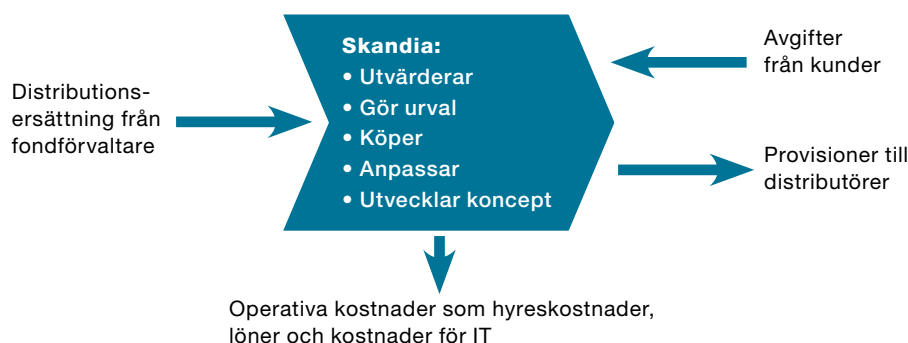 Distributions-
ersättning från
fondförvaltare
Skandia:
• Utvärderar
• Gör urval
• Köper
• Anpassar
• Utvecklar koncept
Avgifter
från kunder
Provisioner till
distributörer
Operativa kostnader som hyreskostnader,
löner och kostnader för IT